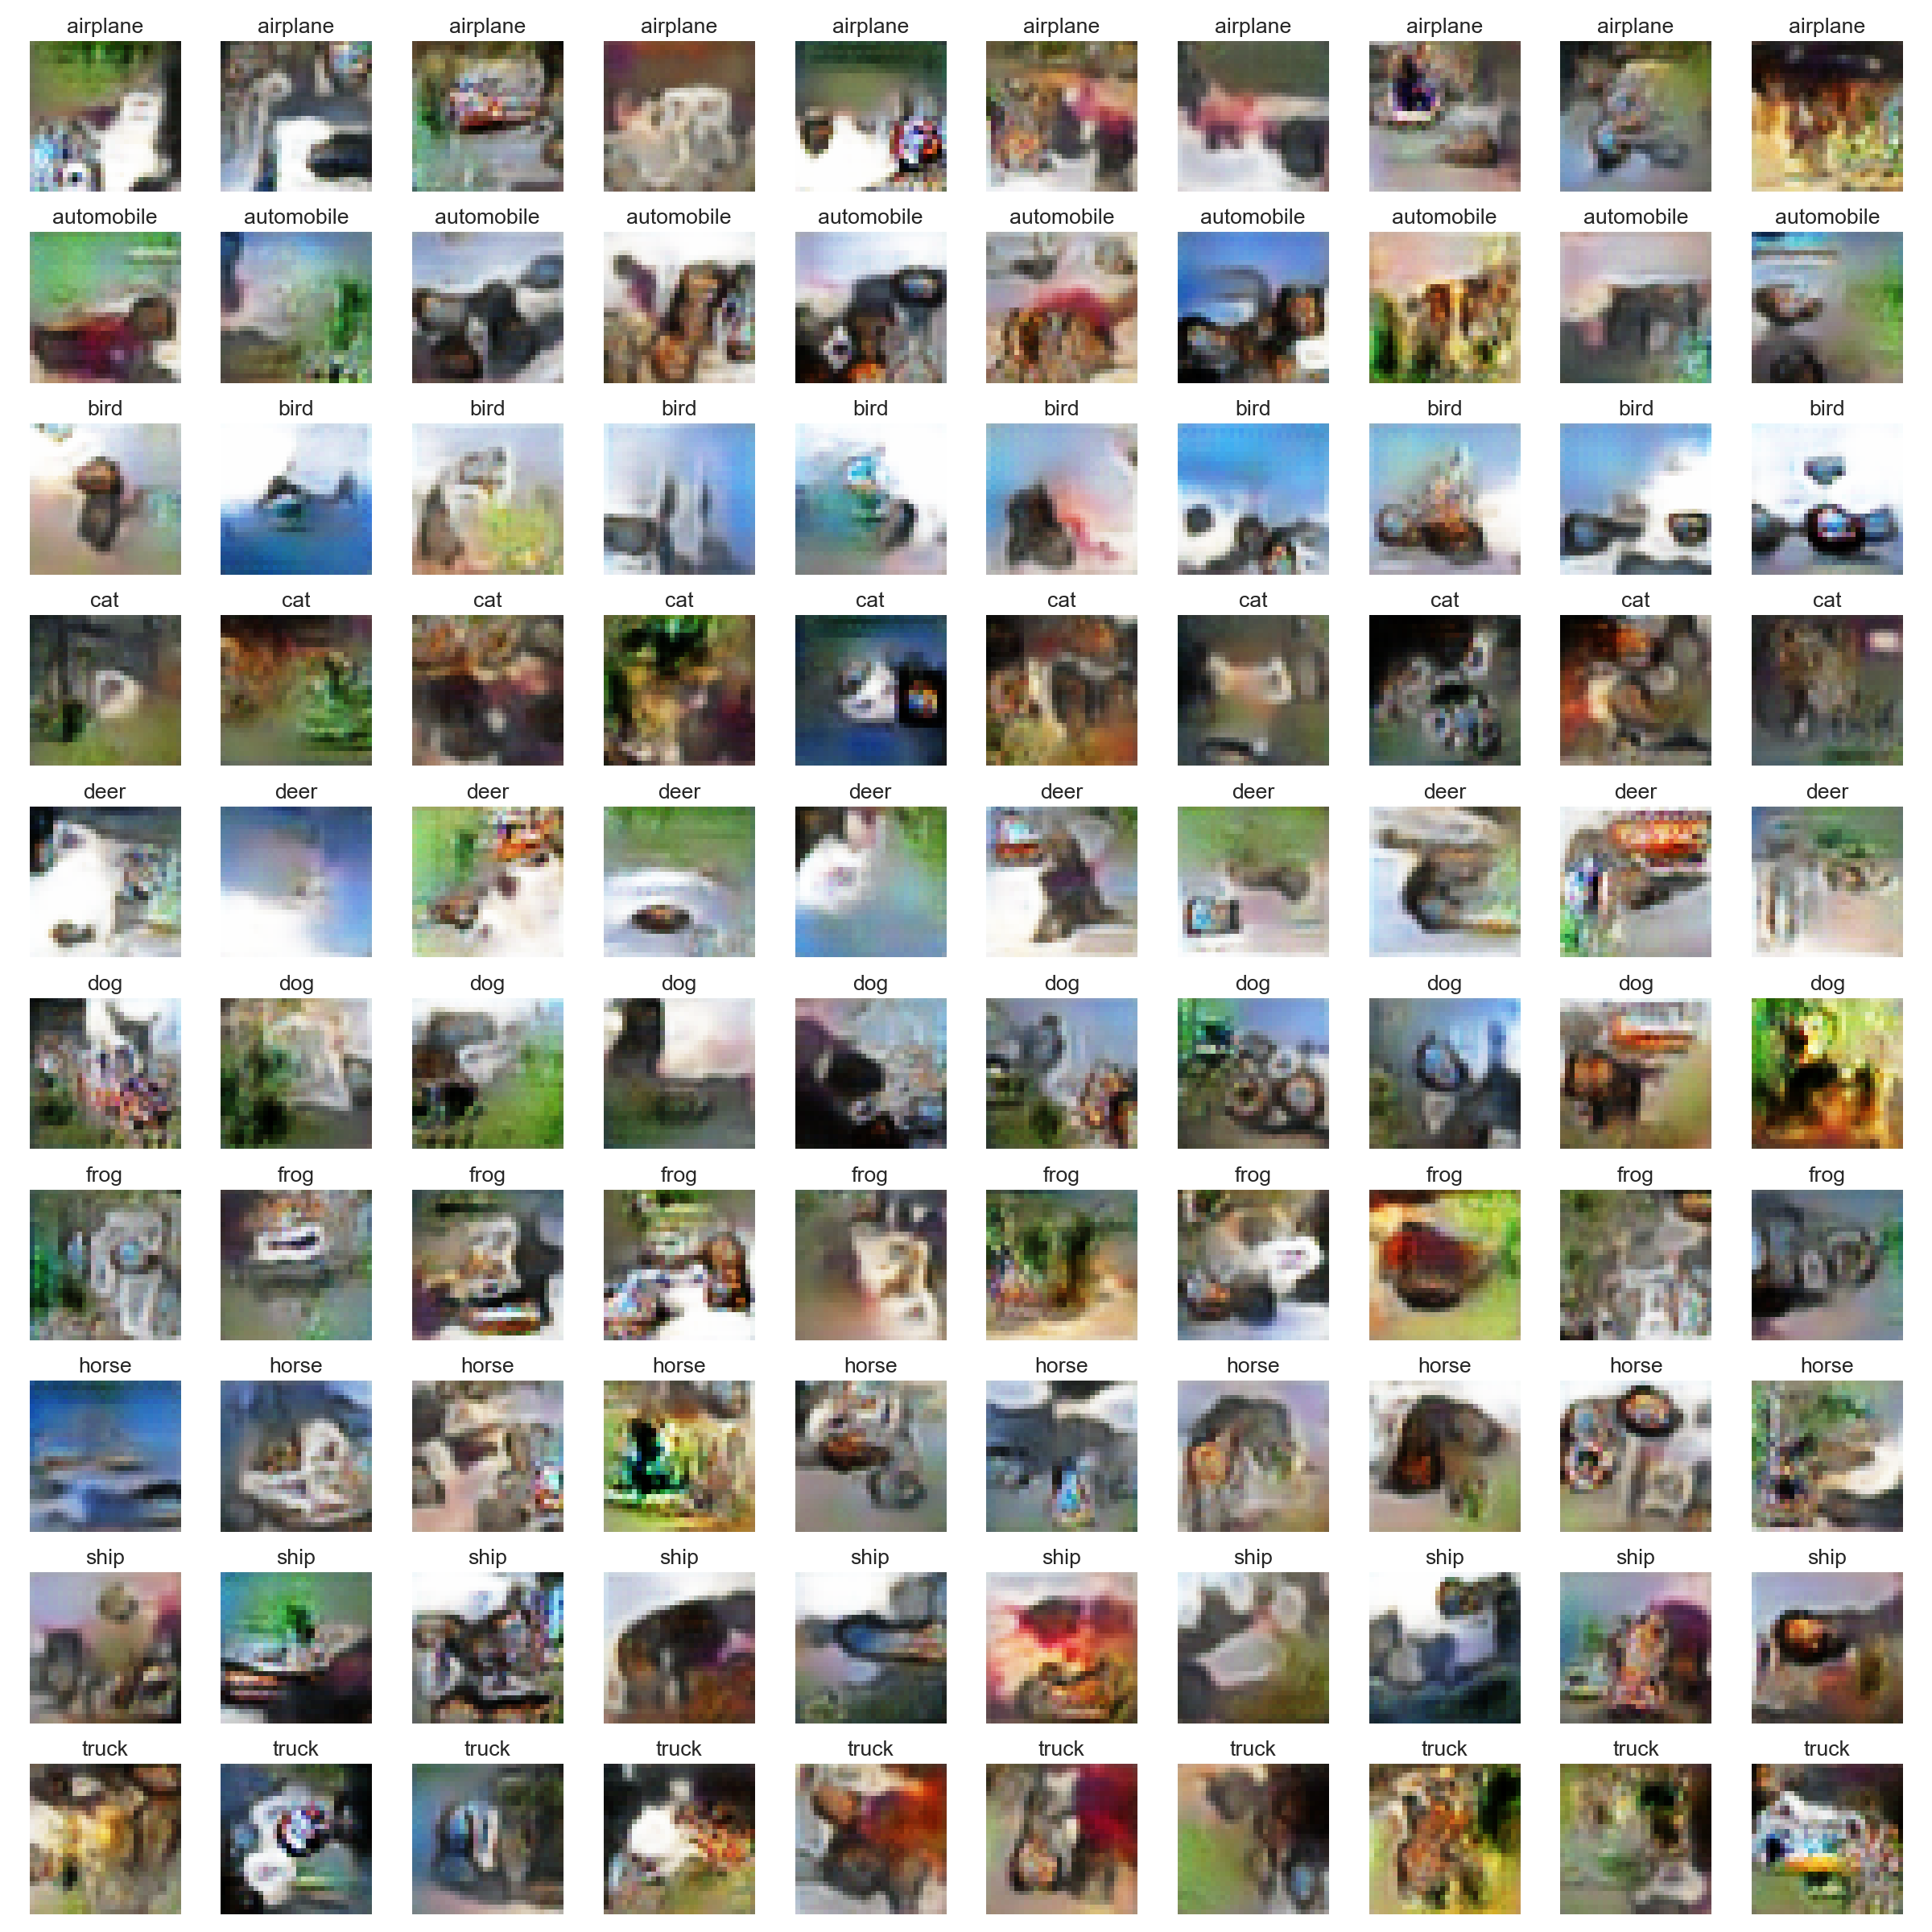 airplane airplane airplane airplane airplane airplane airplane airplane airplane airplane
automobile automobile automobile automobile automobile automobile automobile automobile automobile automobile
bird bird bird bird bird bird bird bird bird bird
cat cat cat cat cat cat cat cat cat cat
deer deer deer deer deer deer deer deer deer deer
dog dog dog dog dog dog dog dog dog dog
frog frog frog frog frog frog frog frog frog frog
horse horse horse horse horse horse horse horse horse horse
ship ship ship ship ship ship ship ship ship ship
truck truck truck truck truck truck truck truck truck truck